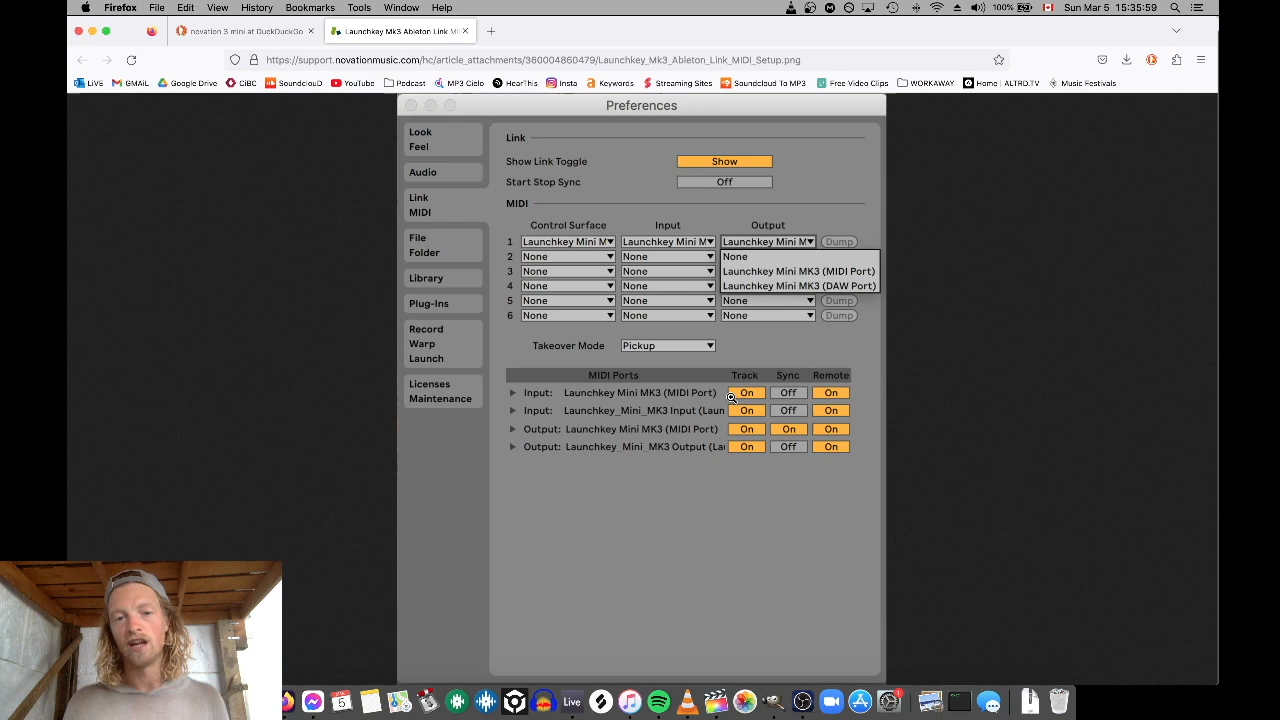 Firefox File Edit View History Bookmarks Tools Window Help 100% Sun Mar 5 15:35:59
novation 3 mini at DuckDuckGo × Launchkey Mk3 Ableton Link Mi × +
https://support.novationmusic.com/hc/article_attachments/360004860479/Launchkey_Mk3_Ableton_Link_MIDI_Setup.png
LiVE GMAiL Google Drive CiBC Soundcloud YouTube Podcast MP3 Cielo HearThis Insta Keywords Streaming Sites Soundcloud To MP3 Free Video Clips WORKAWAY Home | ALTRD.TV Music Festivals
Preferences
Look
Feel
Audio
Link
MIDI
File
Folder
Library
Plug-Ins
Record
Warp
Launch
Licenses
Maintenance
Link
Show Link Toggle Show
Start Stop Sync Off
MIDI
Control Surface Input Output
1 Launchkey Mini M Launchkey Mini M Launchkey Mini M Dump
2 None None None
3 None None Launchkey Mini MK3 (MIDI Port)
4 None None Launchkey Mini MK3 (DAW Port)
5 None None None Dump
6 None None None Dump
Takeover Mode Pickup
MIDI Ports Track Sync Remote
Input: Launchkey Mini MK3 (MIDI Port) On Off On
Input: Launchkey_Mini_MK3 Input (Laun On Off On
Output: Launchkey Mini MK3 (MIDI Port) On On On
Output: Launchkey_Mini_MK3 Output (La On Off On
5
Live
1